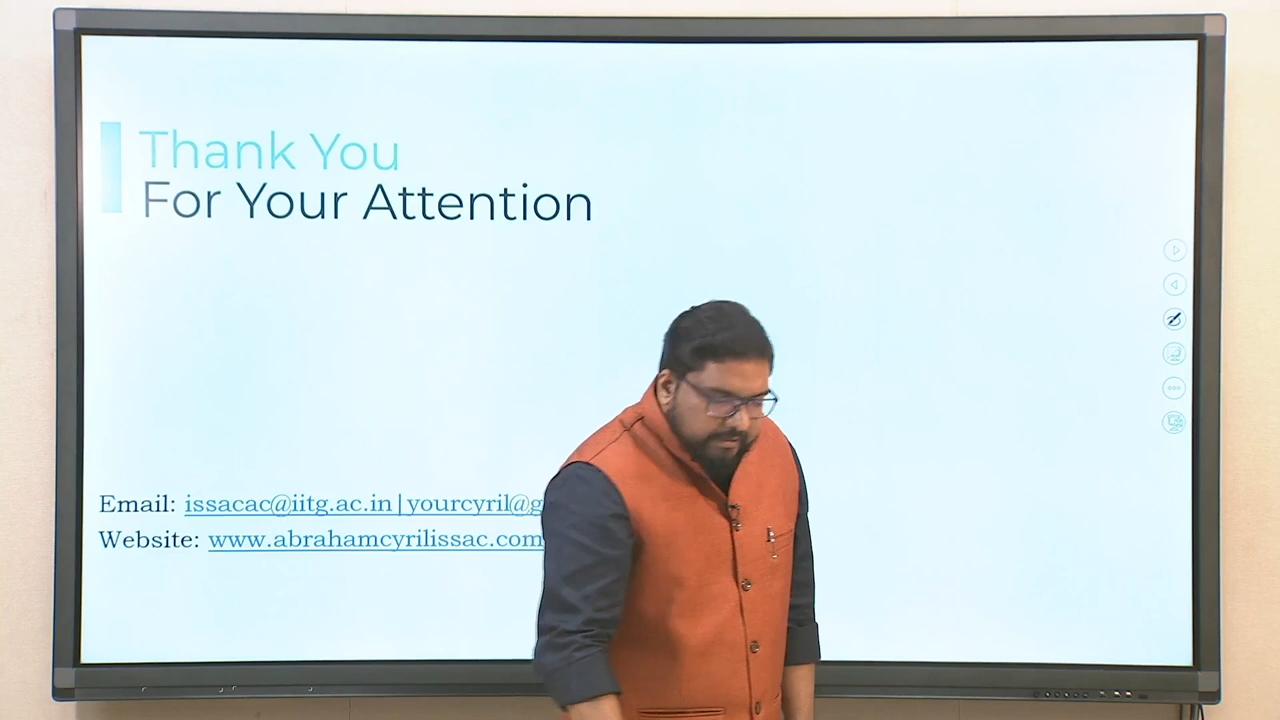 Thank You
For Your Attention
Email: issacac@iitg.ac.in|yourcyril@g
Website: www.abrahamcyrilissac.com